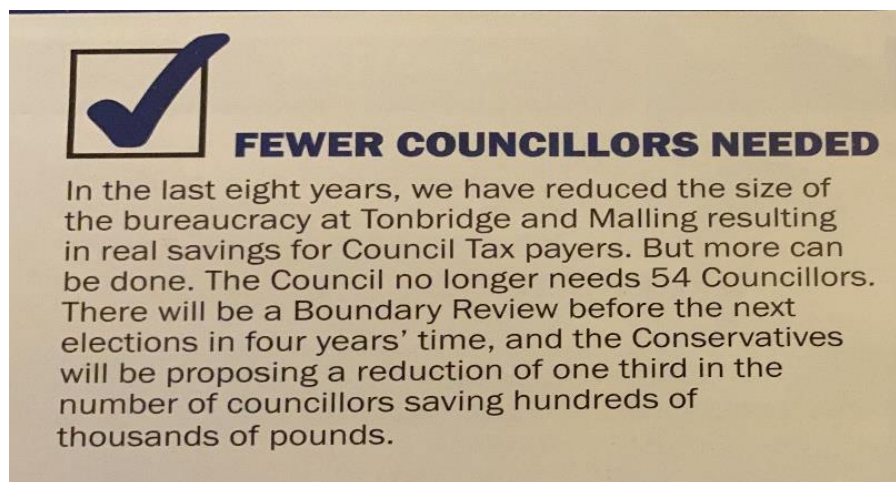 FEWER COUNCILLORS NEEDED
In the last eight years, we have reduced the size of
the bureaucracy at Tonbridge and Malling resulting
in real savings for Council Tax payers. But more can
be done. The Council no longer needs 54 Councillors.
There will be a Boundary Review before the next
elections in four years’ time, and the Conservatives
will be proposing a reduction of one third in the
number of councillors saving hundreds of
thousands of pounds.